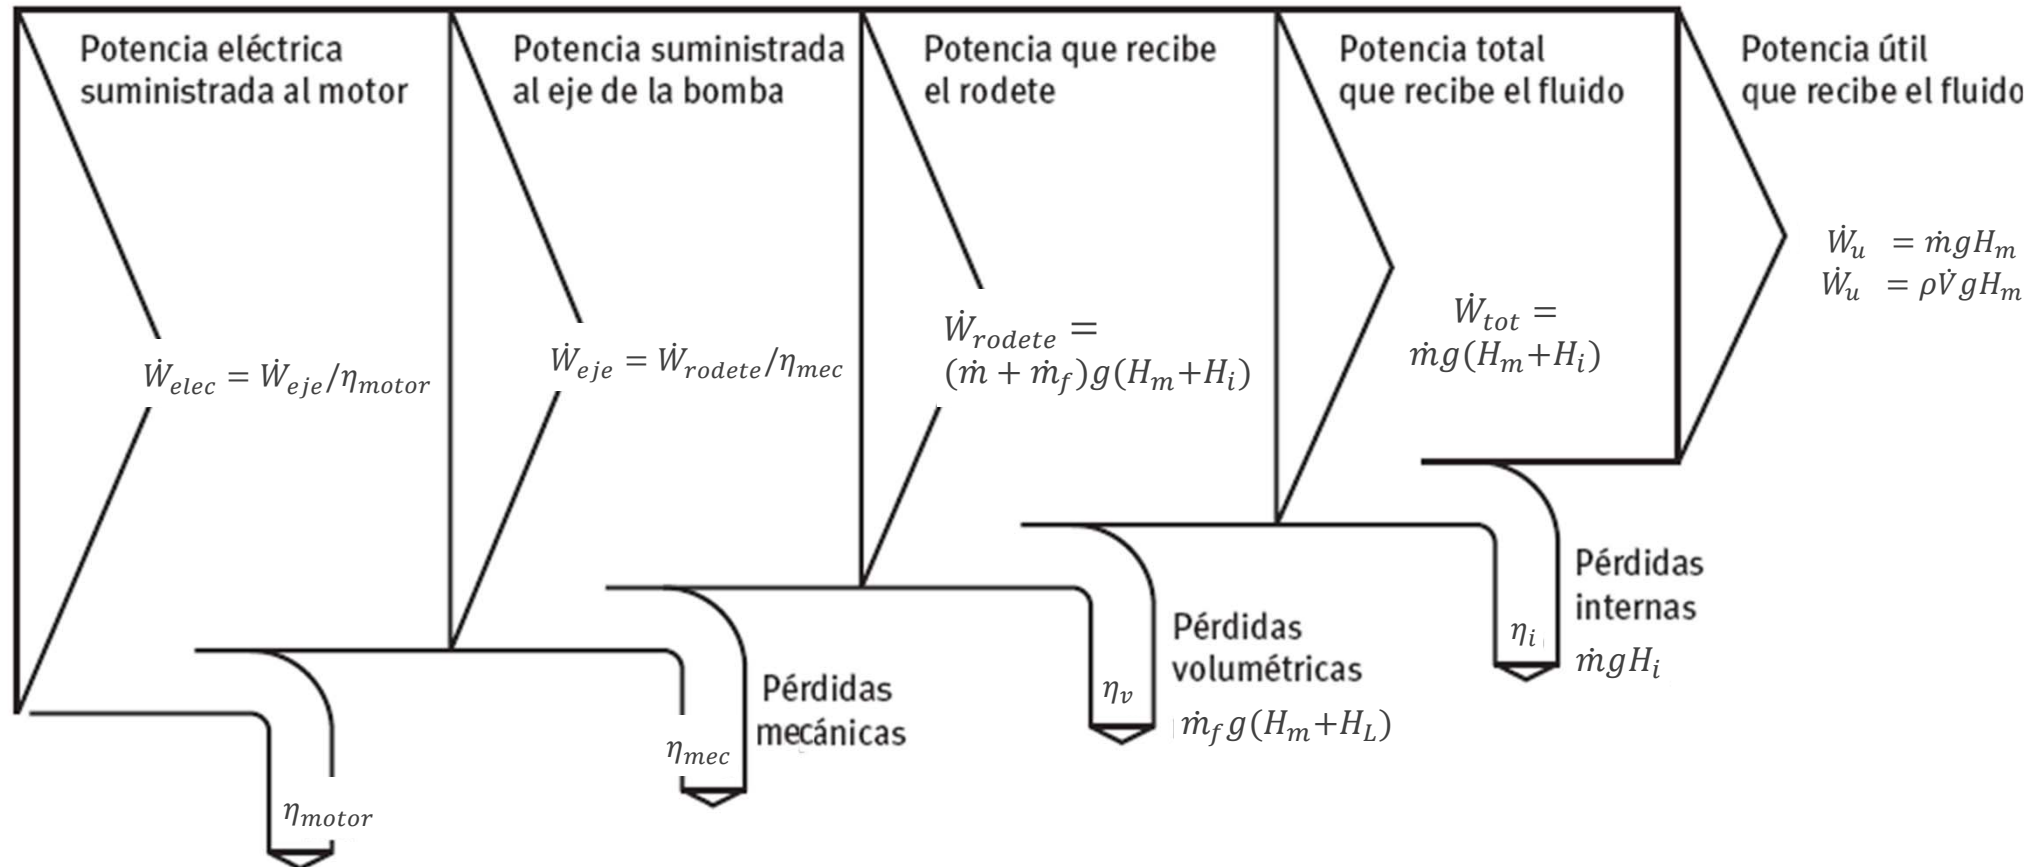 Potencia eléctrica
suministrada al motor
Ẇ_elec = Ẇ_eje/η_motor
η_motor
Potencia suministrada
al eje de la bomba
Ẇ_eje = Ẇ_rodete/η_mec
η_mec
Pérdidas
mecánicas
Potencia que recibe
el rodete
Ẇ_rodete =
(ṁ + ṁ_f)g(H_m+H_i)
η_v
Pérdidas
volumétricas
ṁ_f g(H_m+H_L)
Potencia total
que recibe el fluido
Ẇ_tot =
ṁg(H_m+H_i)
η_i
Pérdidas
internas
ṁgH_i
Potencia útil
que recibe el fluido
Ẇ_u = ṁgH_m
Ẇ_u = ρV̇gH_m